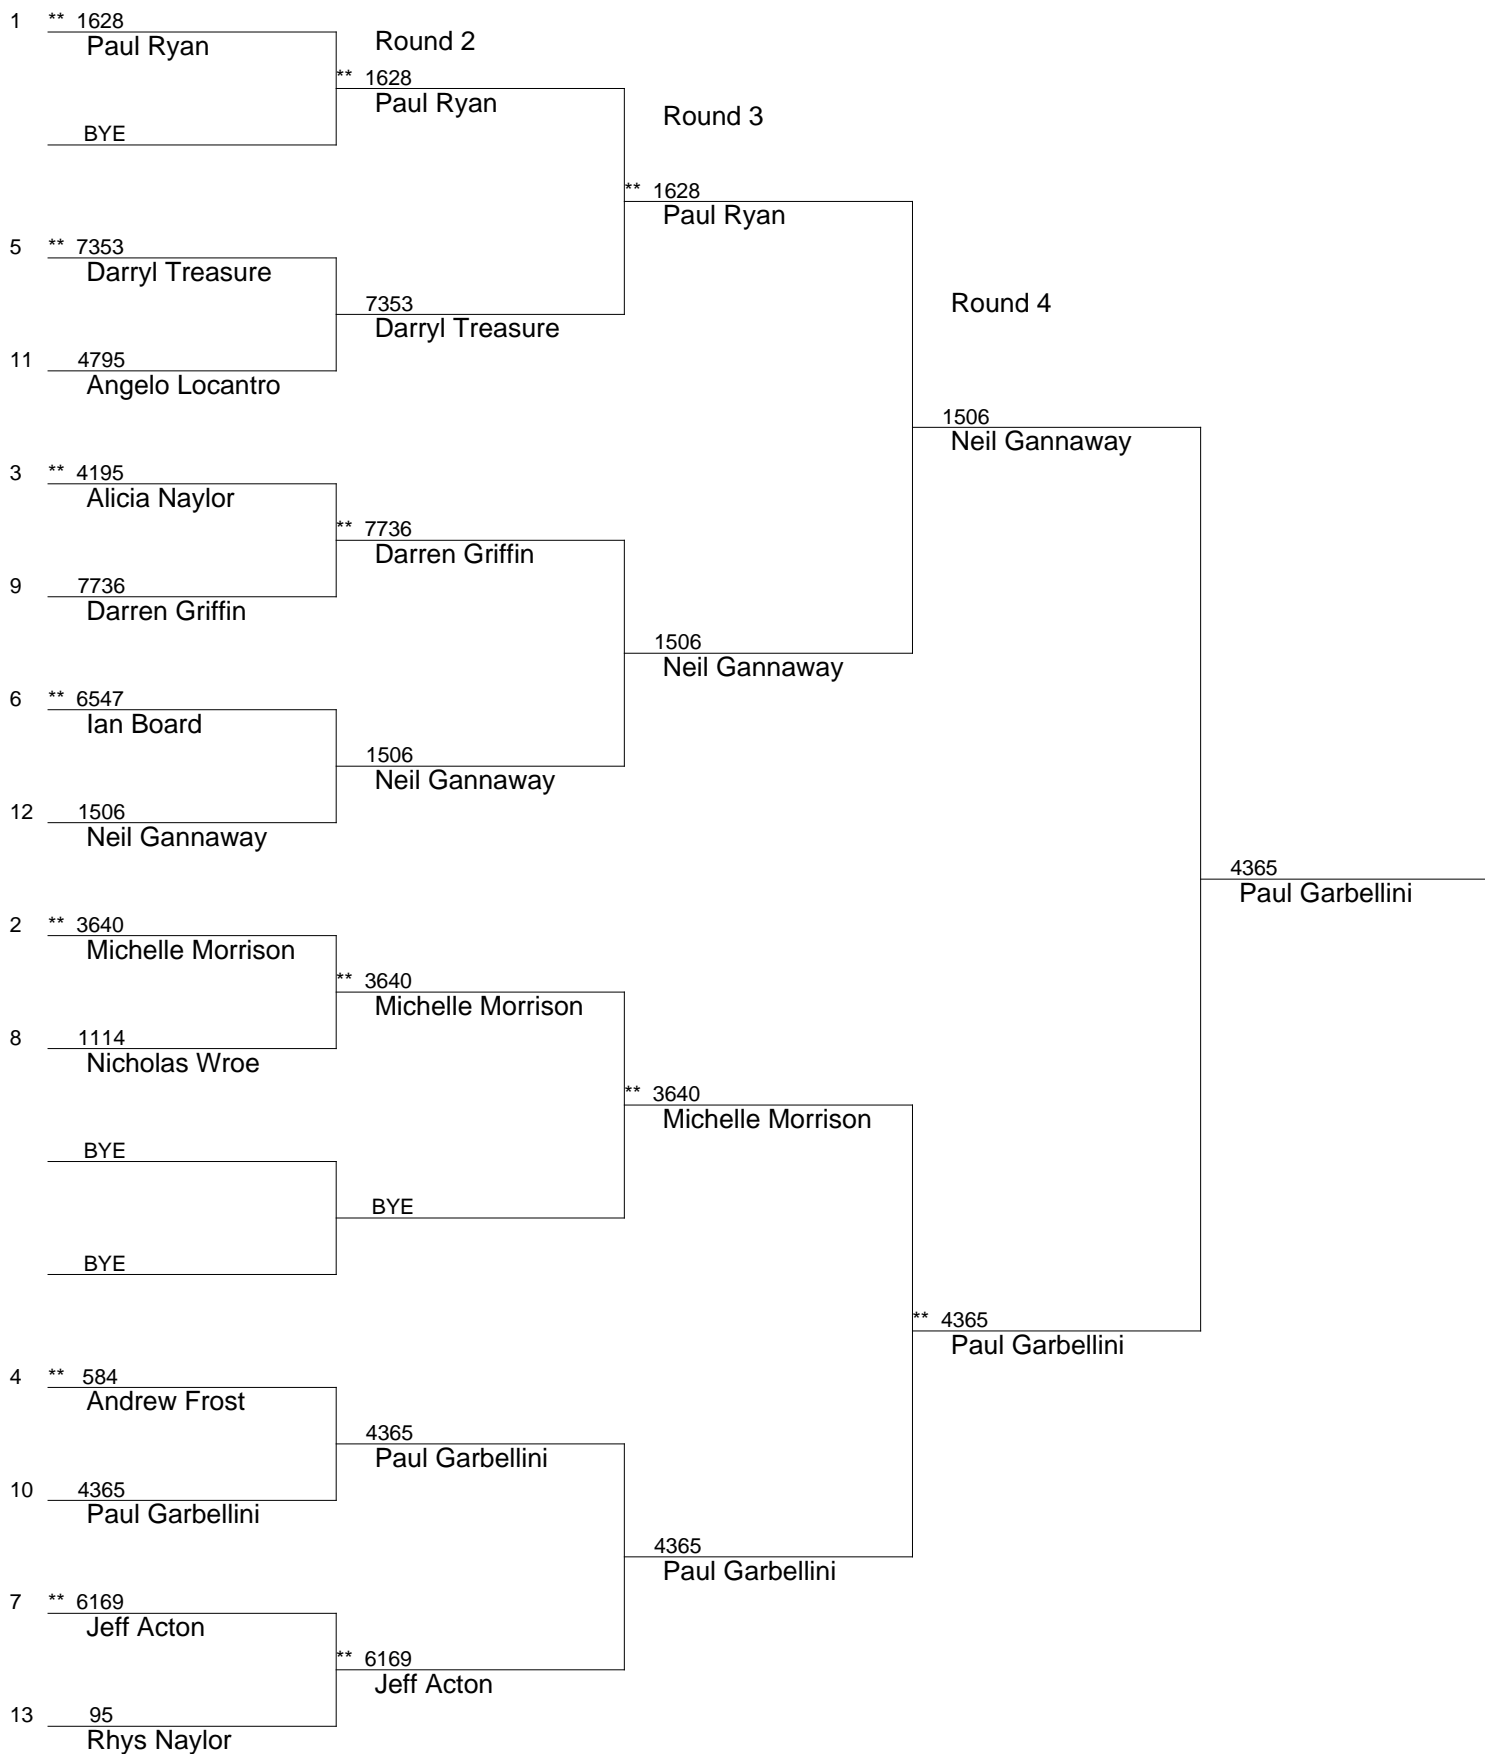 1 ** 1628
Paul Ryan
Round 2
** 1628
Paul Ryan
Round 3
BYE
** 1628
Paul Ryan
5 ** 7353
Darryl Treasure
7353
Darryl Treasure
Round 4
11 4795
Angelo Locantro
1506
Neil Gannaway
3 ** 4195
Alicia Naylor
** 7736
Darren Griffin
9 7736
Darren Griffin
1506
Neil Gannaway
6 ** 6547
Ian Board
1506
Neil Gannaway
12 1506
Neil Gannaway
4365
Paul Garbellini
2 ** 3640
Michelle Morrison
** 3640
Michelle Morrison
8 1114
Nicholas Wroe
** 3640
Michelle Morrison
BYE
BYE
BYE
** 4365
Paul Garbellini
4 ** 584
Andrew Frost
4365
Paul Garbellini
10 4365
Paul Garbellini
4365
Paul Garbellini
7 ** 6169
Jeff Acton
** 6169
Jeff Acton
13 95
Rhys Naylor